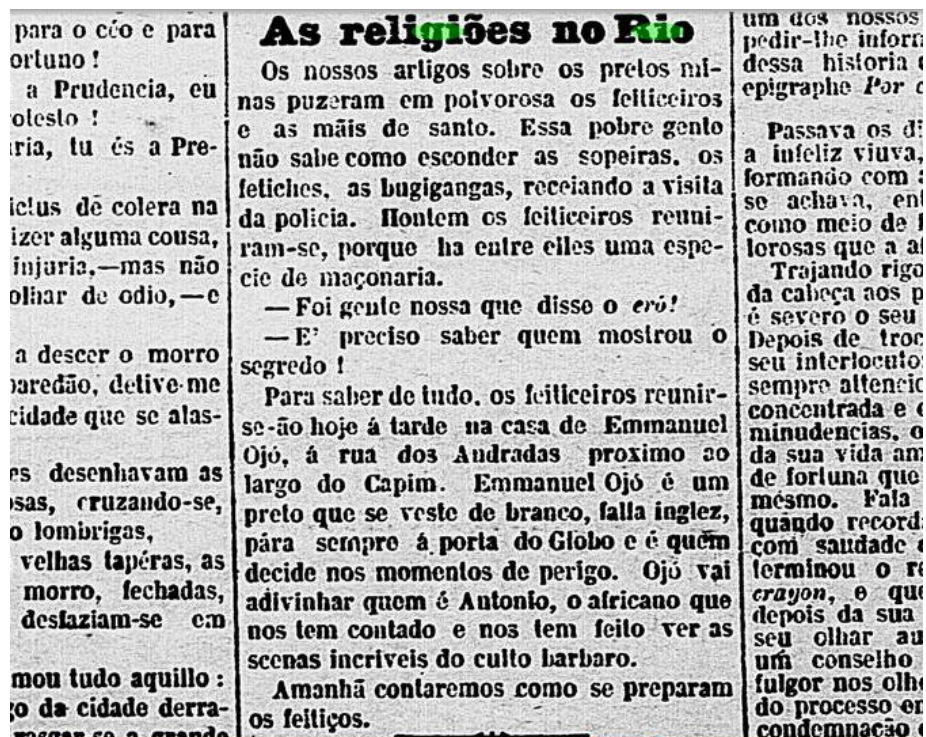 para o céo e para
ortuno !
a Prudencia, eu
rotesto !
ria, tu és a Pre-
ictus de colera na
izer alguma cousa,
injuria,—mas não
olhar de odio,—e
a descer o morro
paredão, detive-me
cidade que se alas-
es desenhavam as
osas, cruzando-se,
o lombrigas,
velhas tapéras, as
morro, fechadas,
desfaziam-se em
mou tudo aquillo :
o da cidade derra-
As religiões no Rio
Os nossos artigos sobre os pretos mi-
nas puzeram em polvorosa os feiticeiros
e as mãis de santo. Essa pobre gente
não sabe como esconder as sopeiras, os
fetiches, as bugigangas, receiando a visita
da policia. Hontem os feiticeiros reuni-
ram-se, porque ha entre elles uma espe-
cie de maçonaria.
— Foi gente nossa que disse o eró!
— E' preciso saber quem mostrou o
segredo !
Para saber de tudo, os feiticeiros reunir-
se-ão hoje á tarde na casa de Emmanuel
Ojó, á rua dos Andradas proximo ao
largo do Capim. Emmanuel Ojó é um
preto que se veste de branco, falla inglez,
pára sempre á porta do Globo e é quem
decide nos momentos de perigo. Ojó vai
adivinhar quem é Antonio, o africano que
nos tem contado e nos tem feito ver as
scenas incriveis do culto barbaro.
Amanhã contaremos como se preparam
os feitiços.
um dos nossos
pedir-lhe inform
dessa historia
epigraphe Por
Passava os di
a infeliz viuva,
formando com
se achava, ent
como meio de
lorosas que a af
Trajando rigo
da cabeça aos p
é severo o seu
Depois de troc
seu interlocuto
sempre attencio
concentrada e
minudencias, o
da sua vida am
de fortuna que
mesmo. Fala
quando record
com saudade
terminou o re
crayon, e que
depois da sua
seu olhar au
um conselho
fulgor nos olho
do processo em
condemnação